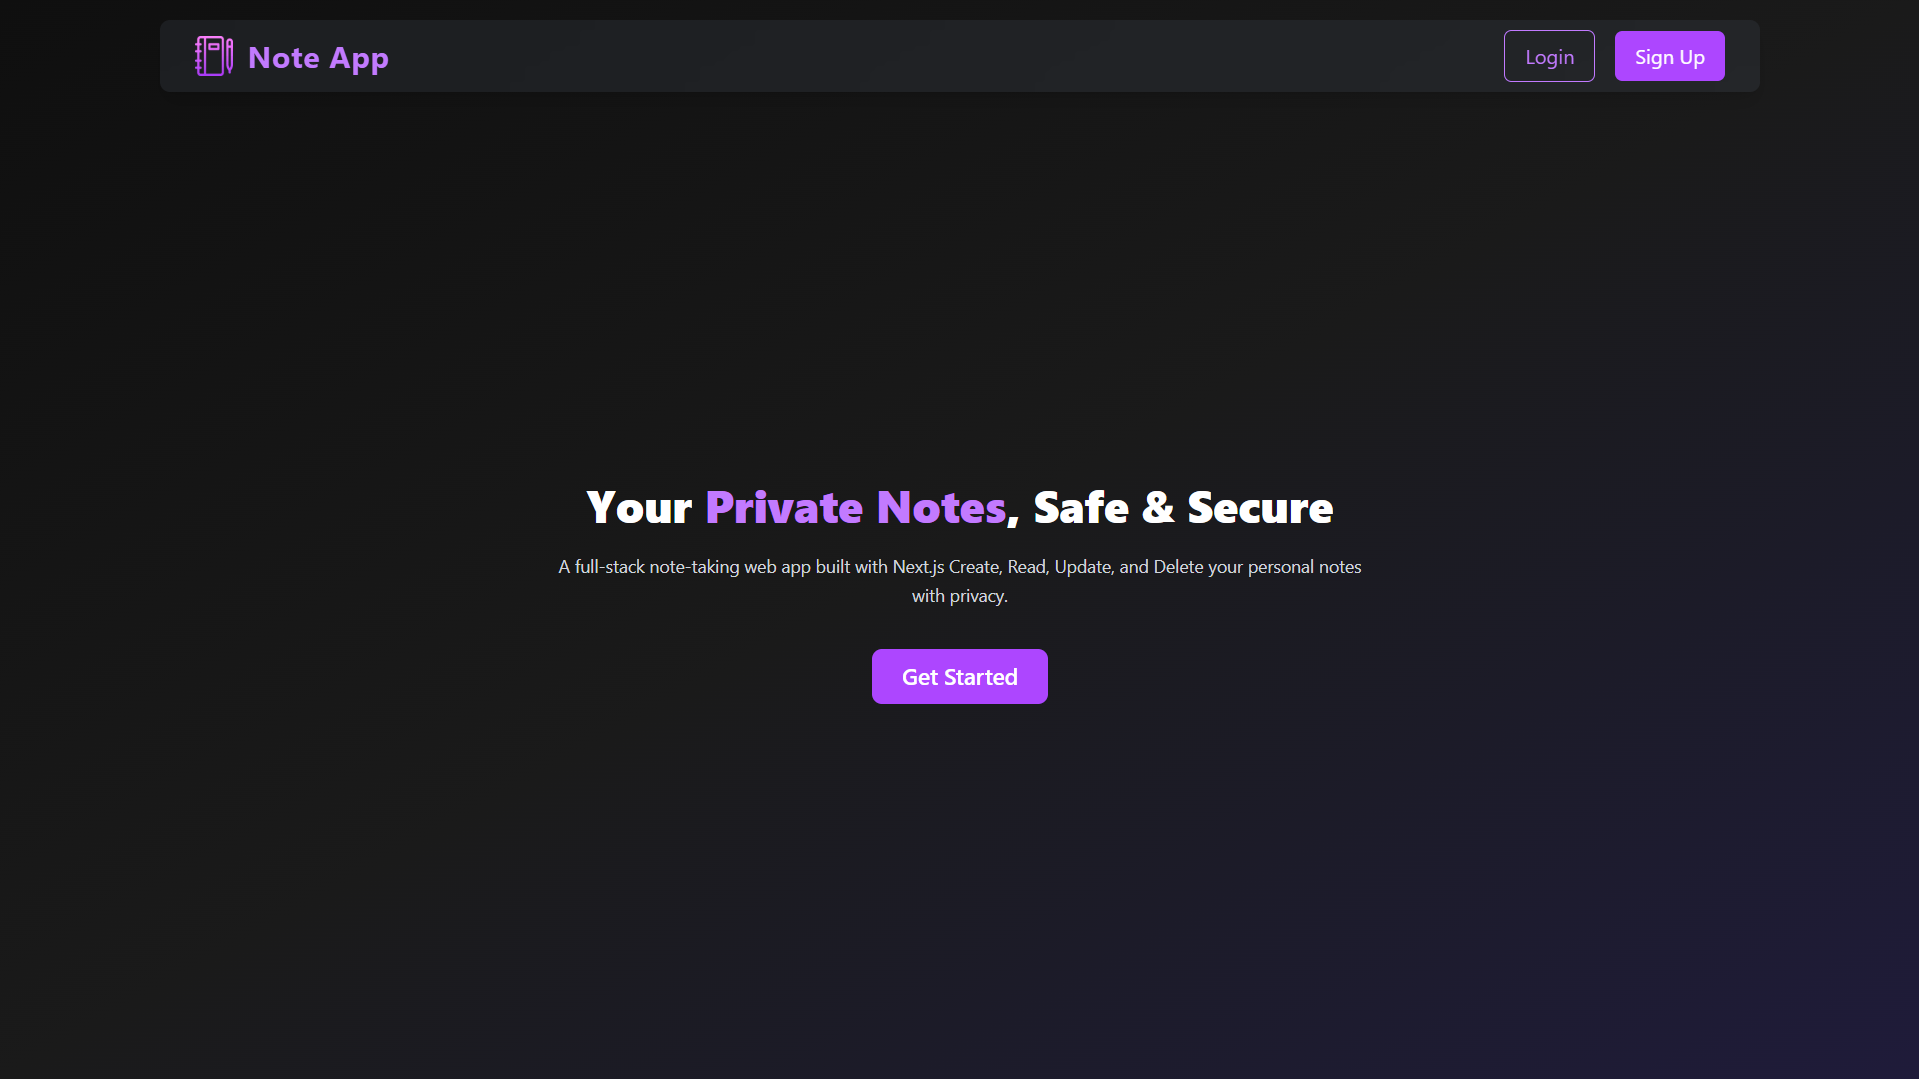 Note App
Login
Sign Up
Your Private Notes, Safe & Secure
A full-stack note-taking web app built with Next.js Create, Read, Update, and Delete your personal notes
with privacy.
Get Started